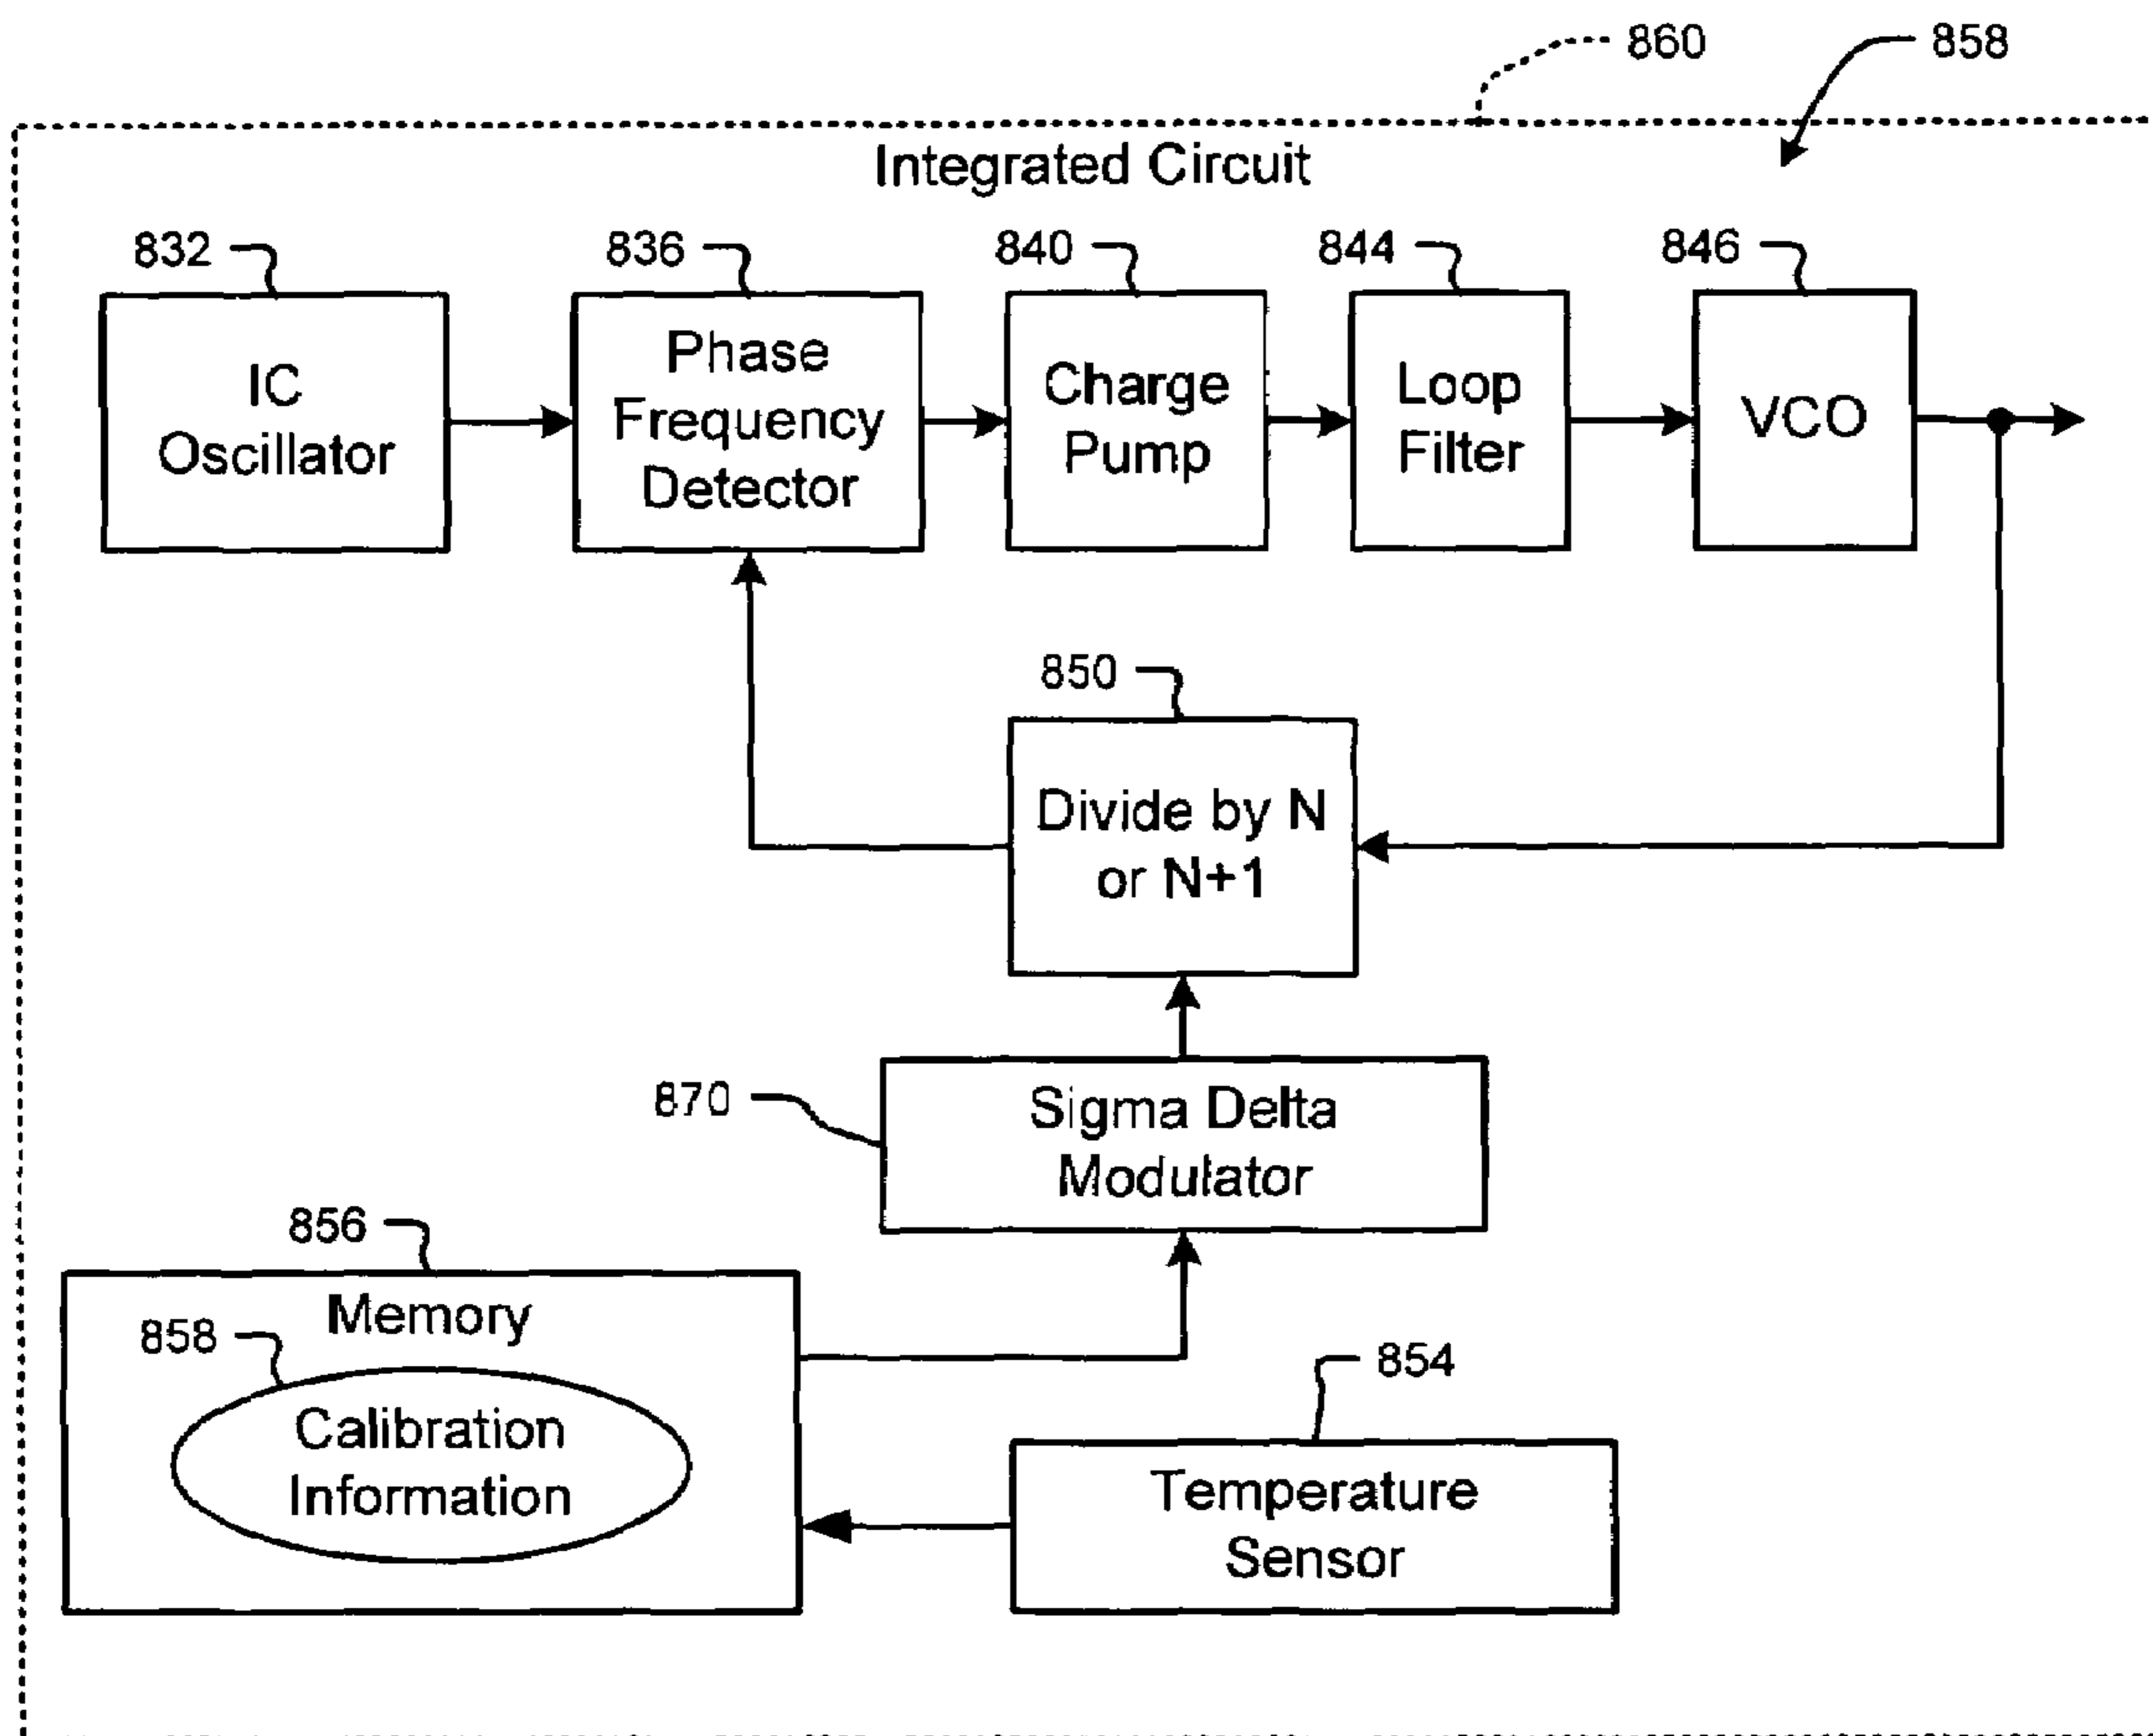 860
858
Integrated Circuit
832
836
840
844
846
IC
Oscillator
Phase
Frequency
Detector
Charge
Pump
Loop
Filter
VCO
850
Divide by N
or N+1
870
Sigma Delta
Modulator
856
Memory
858
Calibration
Information
854
Temperature
Sensor